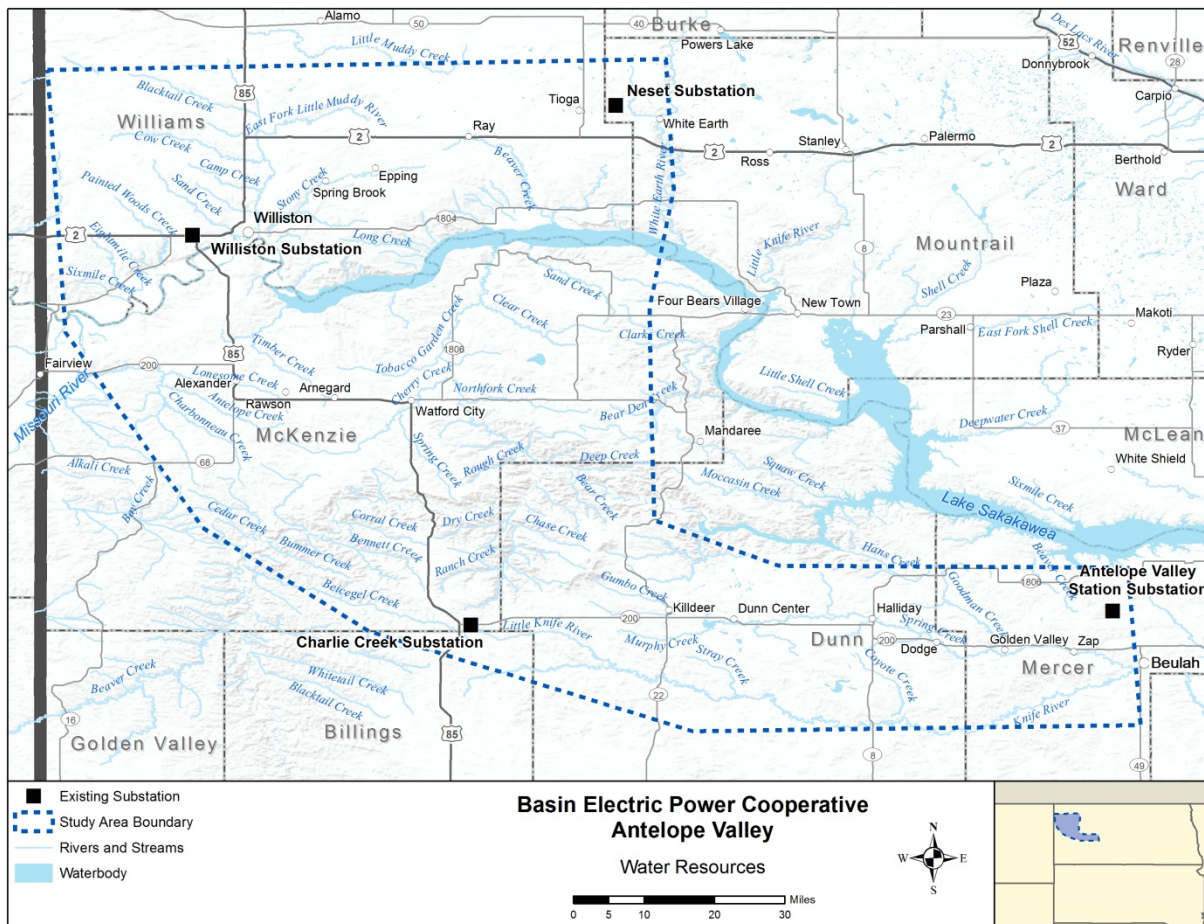 Alamo
50
40
Burke
Powers Lake
Des Lacs River
52
Renville
28
Donnybrook
Carpio
Little Muddy Creek
85
Blacktail Creek
Williams
East Fork Little Muddy River
Tioga
Neset Substation
White Earth
Cow Creek
Camp Creek
Sand Creek
2
Ray
Beaver Creek
Stony Creek
Epping
Spring Brook
White Earth River
2
Ross
Stanley
Palermo
2
Berthold
Ward
Painted Woods Creek
Eightmile Creek
Sixmile Creek
2
Williston
Williston Substation
Long Creek
1804
Little Knife River
8
Mountrail
Shell Creek
Plaza
Sand Creek
Clear Creek
Four Bears Village
New Town
23
Parshall
East Fork Shell Creek
Makoti
Ryder
Clarks Creek
Tobacco Garden Creek
1806
Timber Creek
85
Fairview
200
Missouri River
Lonesome Creek
Alexander
Arnegard
Rawson
Antelope Creek
Charbonneau Creek
McKenzie
Cherry Creek
Watford City
Northfork Creek
Bear Den Creek
Little Shell Creek
Mandaree
Deepwater Creek
37
McLean
White Shield
Alkali Creek
68
Spring Creek
Rough Creek
Deep Creek
Squaw Creek
Moccasin Creek
Sixmile Creek
Lake Sakakawea
Bear Creek
Cedar Creek
Corral Creek
Dry Creek
Chase Creek
Bummer Creek
Bennett Creek
Ranch Creek
Beicegel Creek
Hans Creek
Beaver Creek
Gumbo Creek
1806
Antelope Valley
Station Substation
Goodman Creek
Killdeer
Dunn Center
Halliday
200
Charlie Creek Substation
Little Knife River
Murphy Creek
Stray Creek
Dunn
Spring Creek
200
Dodge
Golden Valley
Zap
Mercer
Beulah
Coyote Creek
Knife River
Beaver Creek
Whitetail Creek
Blacktail Creek
22
16
Golden Valley
Billings
85
8
49
Existing Substation
Study Area Boundary
Rivers and Streams
Waterbody
Basin Electric Power Cooperative
Antelope Valley
Water Resources
N
W E
S
Miles
0 5 10 20 30